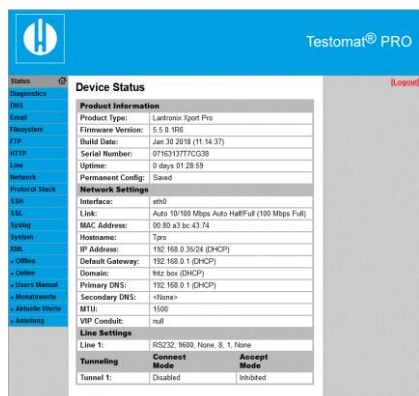 Testomat® PRO
[Logout]
Status
Diagnostics
DNS
Email
Filesystem
FTP
HTTP
Line
Network
Protocol Stack
SSH
SSL
Syslog
System
XML
» Offline
» Online
» Users Manual
» Monatswerte
» Aktuelle Werte
» Anleitung
Device Status
Product Information
Product Type: Lantronix Xport Pro
Firmware Version: 5.5.0.1R6
Build Date: Jan 30 2018 (11:14:37)
Serial Number: 07163137T7CG38
Uptime: 0 days 01:28:59
Permanent Config: Saved
Network Settings
Interface: eth0
Link: Auto 10/100 Mbps Auto Half/Full (100 Mbps Full)
MAC Address: 00:80:a3:bc:43:74
Hostname: Tpro
IP Address: 192.168.0.35/24 (DHCP)
Default Gateway: 192.168.0.1 (DHCP)
Domain: fritz.box (DHCP)
Primary DNS: 192.168.0.1 (DHCP)
Secondary DNS: <None>
MTU: 1500
VIP Conduit: null
Line Settings
Line 1: RS232, 9600, None, 8, 1, None
Tunneling Connect Mode Accept Mode
Tunnel 1: Disabled Inhibited